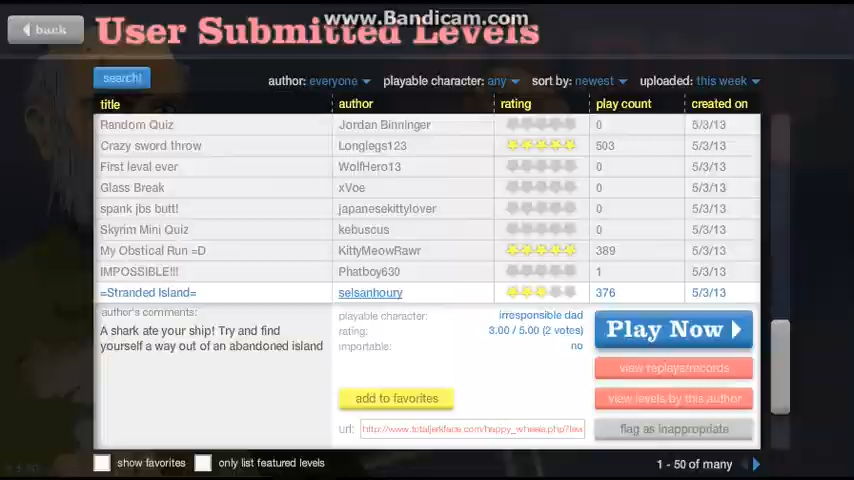 www.Bandicam.com
back
User Submitted Levels
search! author: everyone playable character: any sort by: newest uploaded: this week
title author rating play count created on
Random Quiz Jordan Binninger 0 5/3/13
Crazy sword throw Longlegs123 503 5/3/13
First leval ever WolfHero13 0 5/3/13
Glass Break xVoe 0 5/3/13
spank jbs butt! japanesekittylover 0 5/3/13
Skyrim Mini Quiz kebuscus 0 5/3/13
My Obstical Run =D KittyMeowRawr 389 5/3/13
IMPOSSIBLE!!! Phatboy630 1 5/3/13
=Stranded Island= selsanhoury 376 5/3/13
author's comments:
A shark ate your ship! Try and find
yourself a way out of an abandoned island
playable character: irresponsible dad
rating: 3.00 / 5.00 (2 votes)
importable: no
add to favorites
url: http://www.totaljerkface.com/happy_wheels.php?lev
Play Now
view replays/records
view levels by this author
flag as inappropriate
show favorites only list featured levels 1 - 50 of many